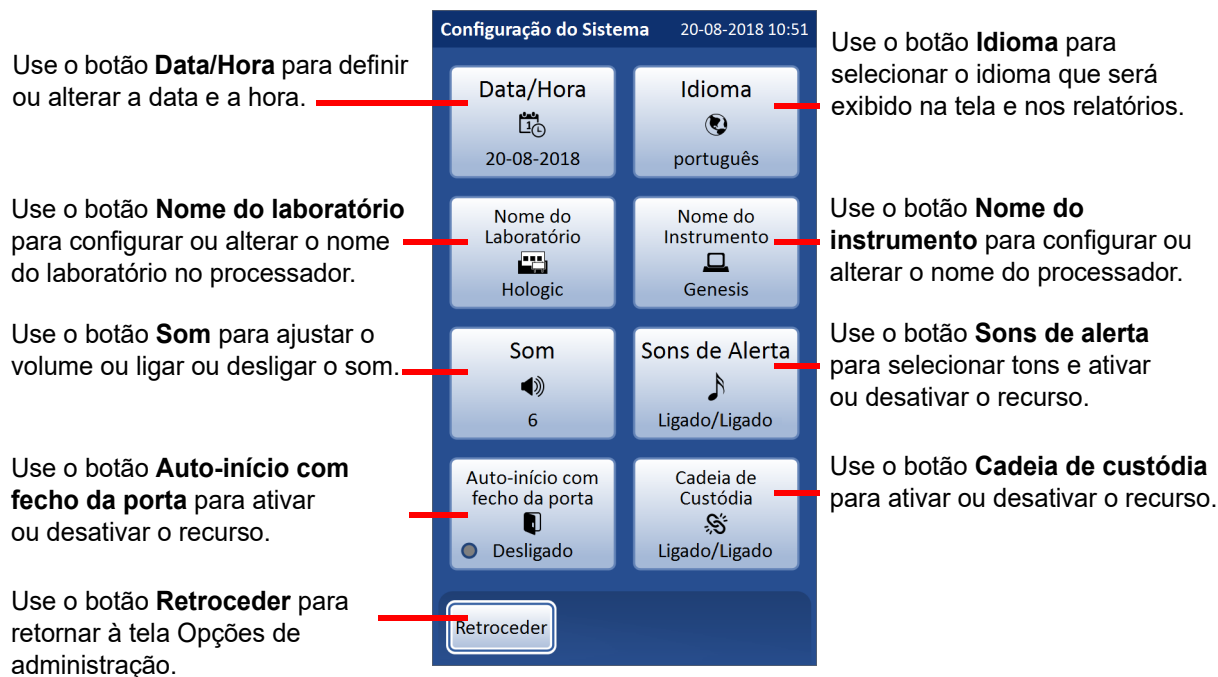 Configuração do Sistema 20-08-2018 10:51
Use o botão Data/Hora para definir
ou alterar a data e a hora.
Data/Hora
20-08-2018
Idioma
português
Use o botão Idioma para
selecionar o idioma que será
exibido na tela e nos relatórios.
Use o botão Nome do laboratório
para configurar ou alterar o nome
do laboratório no processador.
Nome do
Laboratório
Hologic
Nome do
Instrumento
Genesis
Use o botão Nome do
instrumento para configurar ou
alterar o nome do processador.
Use o botão Som para ajustar o
volume ou ligar ou desligar o som.
Som
6
Sons de Alerta
Ligado/Ligado
Use o botão Sons de alerta
para selecionar tons e ativar
ou desativar o recurso.
Use o botão Auto-início com
fecho da porta para ativar
ou desativar o recurso.
Auto-início com
fecho da porta
Desligado
Cadeia de
Custódia
Ligado/Ligado
Use o botão Cadeia de custódia
para ativar ou desativar o recurso.
Use o botão Retroceder para
retornar à tela Opções de
administração.
Retroceder